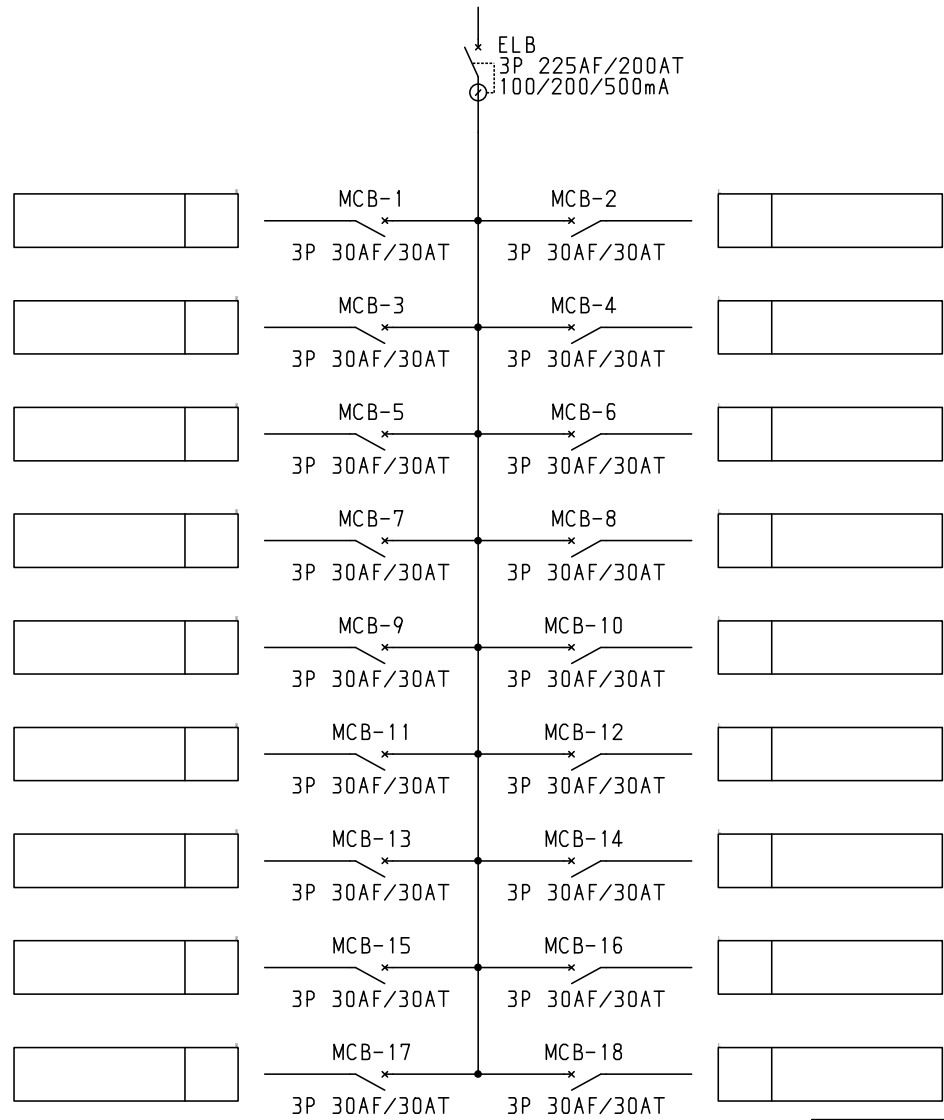 ELB
3P 225AF/200AT
100/200/500mA
MCB-1 MCB-2
3P 30AF/30AT 3P 30AF/30AT
MCB-3 MCB-4
3P 30AF/30AT 3P 30AF/30AT
MCB-5 MCB-6
3P 30AF/30AT 3P 30AF/30AT
MCB-7 MCB-8
3P 30AF/30AT 3P 30AF/30AT
MCB-9 MCB-10
3P 30AF/30AT 3P 30AF/30AT
MCB-11 MCB-12
3P 30AF/30AT 3P 30AF/30AT
MCB-13 MCB-14
3P 30AF/30AT 3P 30AF/30AT
MCB-15 MCB-16
3P 30AF/30AT 3P 30AF/30AT
MCB-17 MCB-18
3P 30AF/30AT 3P 30AF/30AT